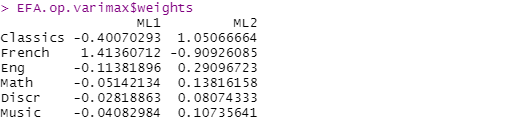 > EFA.op.varimax$weights
ML1 ML2
Classics -0.40070293 1.05066664
French 1.41360712 -0.90926085
Eng -0.11381896 0.29096723
Math -0.05142134 0.13816158
Discr -0.02818863 0.08074333
Music -0.04082984 0.10735641